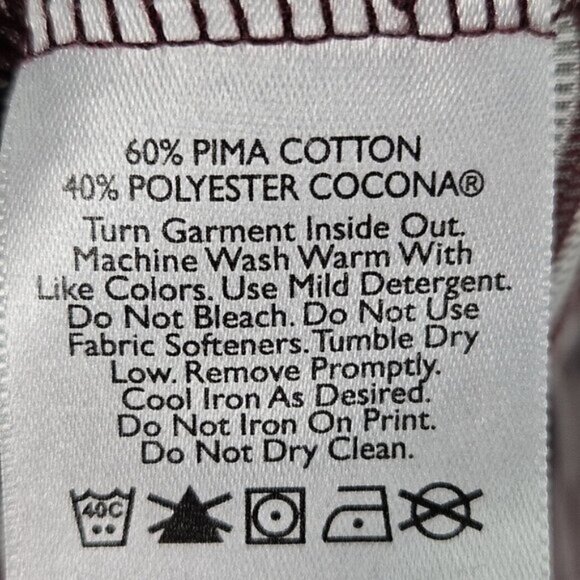 60% PIMA COTTON
40% POLYESTER COCONA®
Turn Garment Inside Out.
Machine Wash Warm With
Like Colors. Use Mild Detergent.
Do Not Bleach. Do Not Use
Fabric Softeners. Tumble Dry
Low. Remove Promptly.
Cool Iron As Desired.
Do Not Iron On Print.
Do Not Dry Clean.
40C